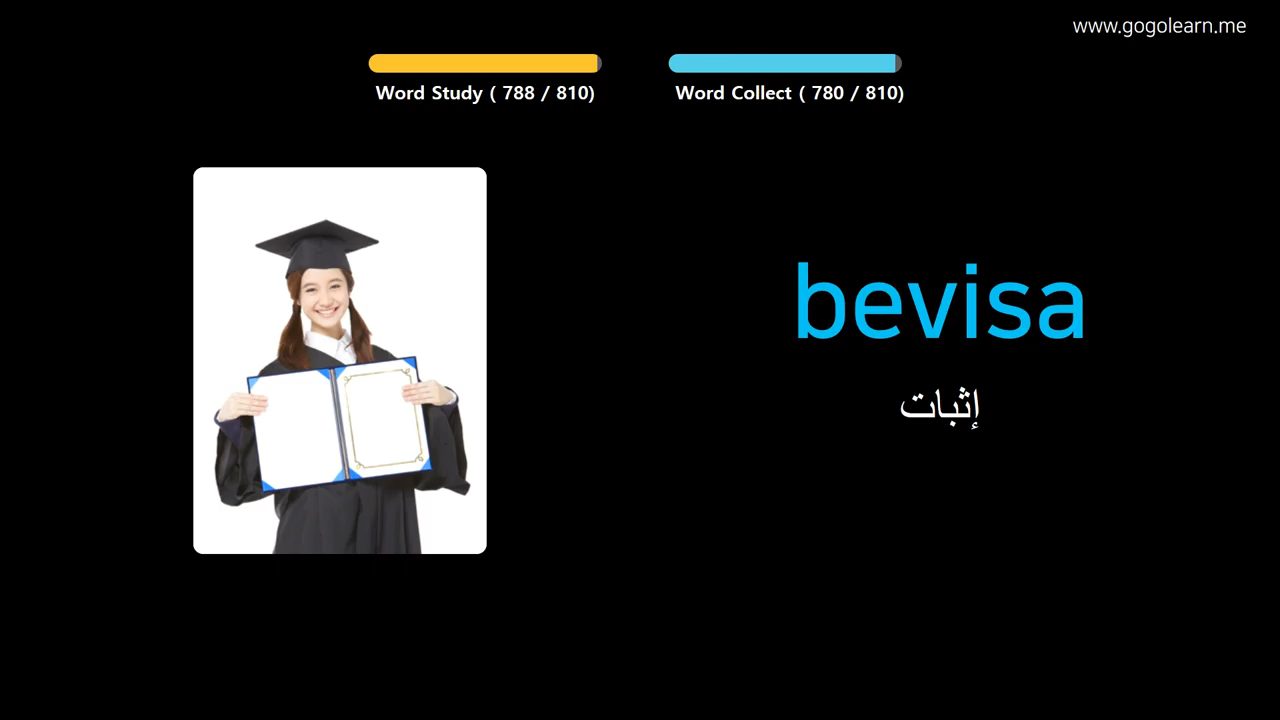 www.gogolearn.me
Word Study ( 788 / 810)
Word Collect ( 780 / 810)
bevisa
إثبات